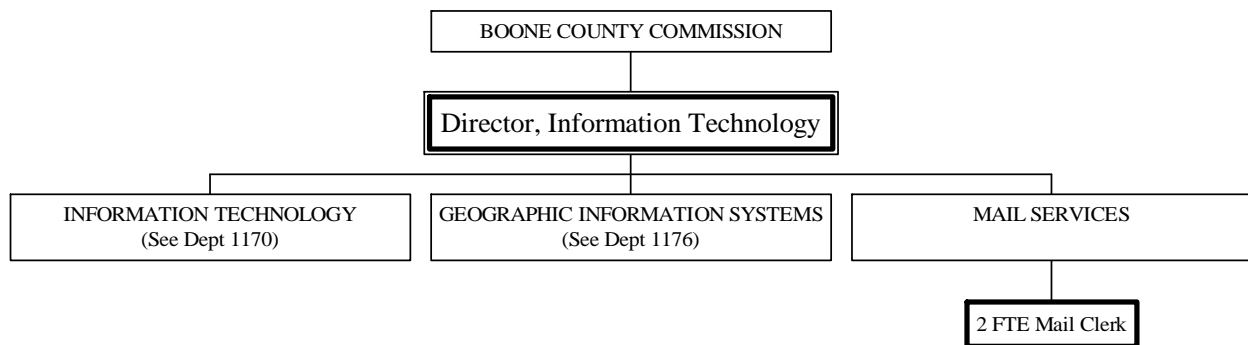 BOONE COUNTY COMMISSION
Director, Information Technology
INFORMATION TECHNOLOGY
(See Dept 1170)
GEOGRAPHIC INFORMATION SYSTEMS
(See Dept 1176)
MAIL SERVICES
2 FTE Mail Clerk